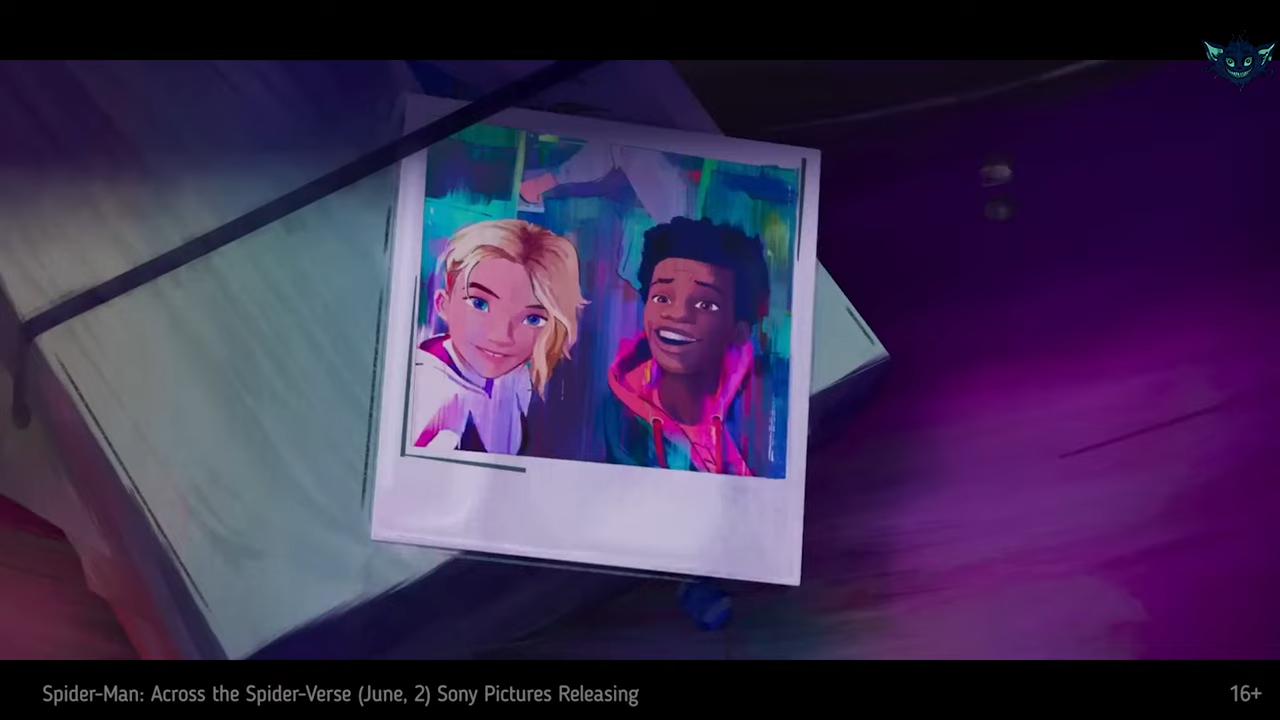 Spider-Man: Across the Spider-Verse (June, 2) Sony Pictures Releasing
16+